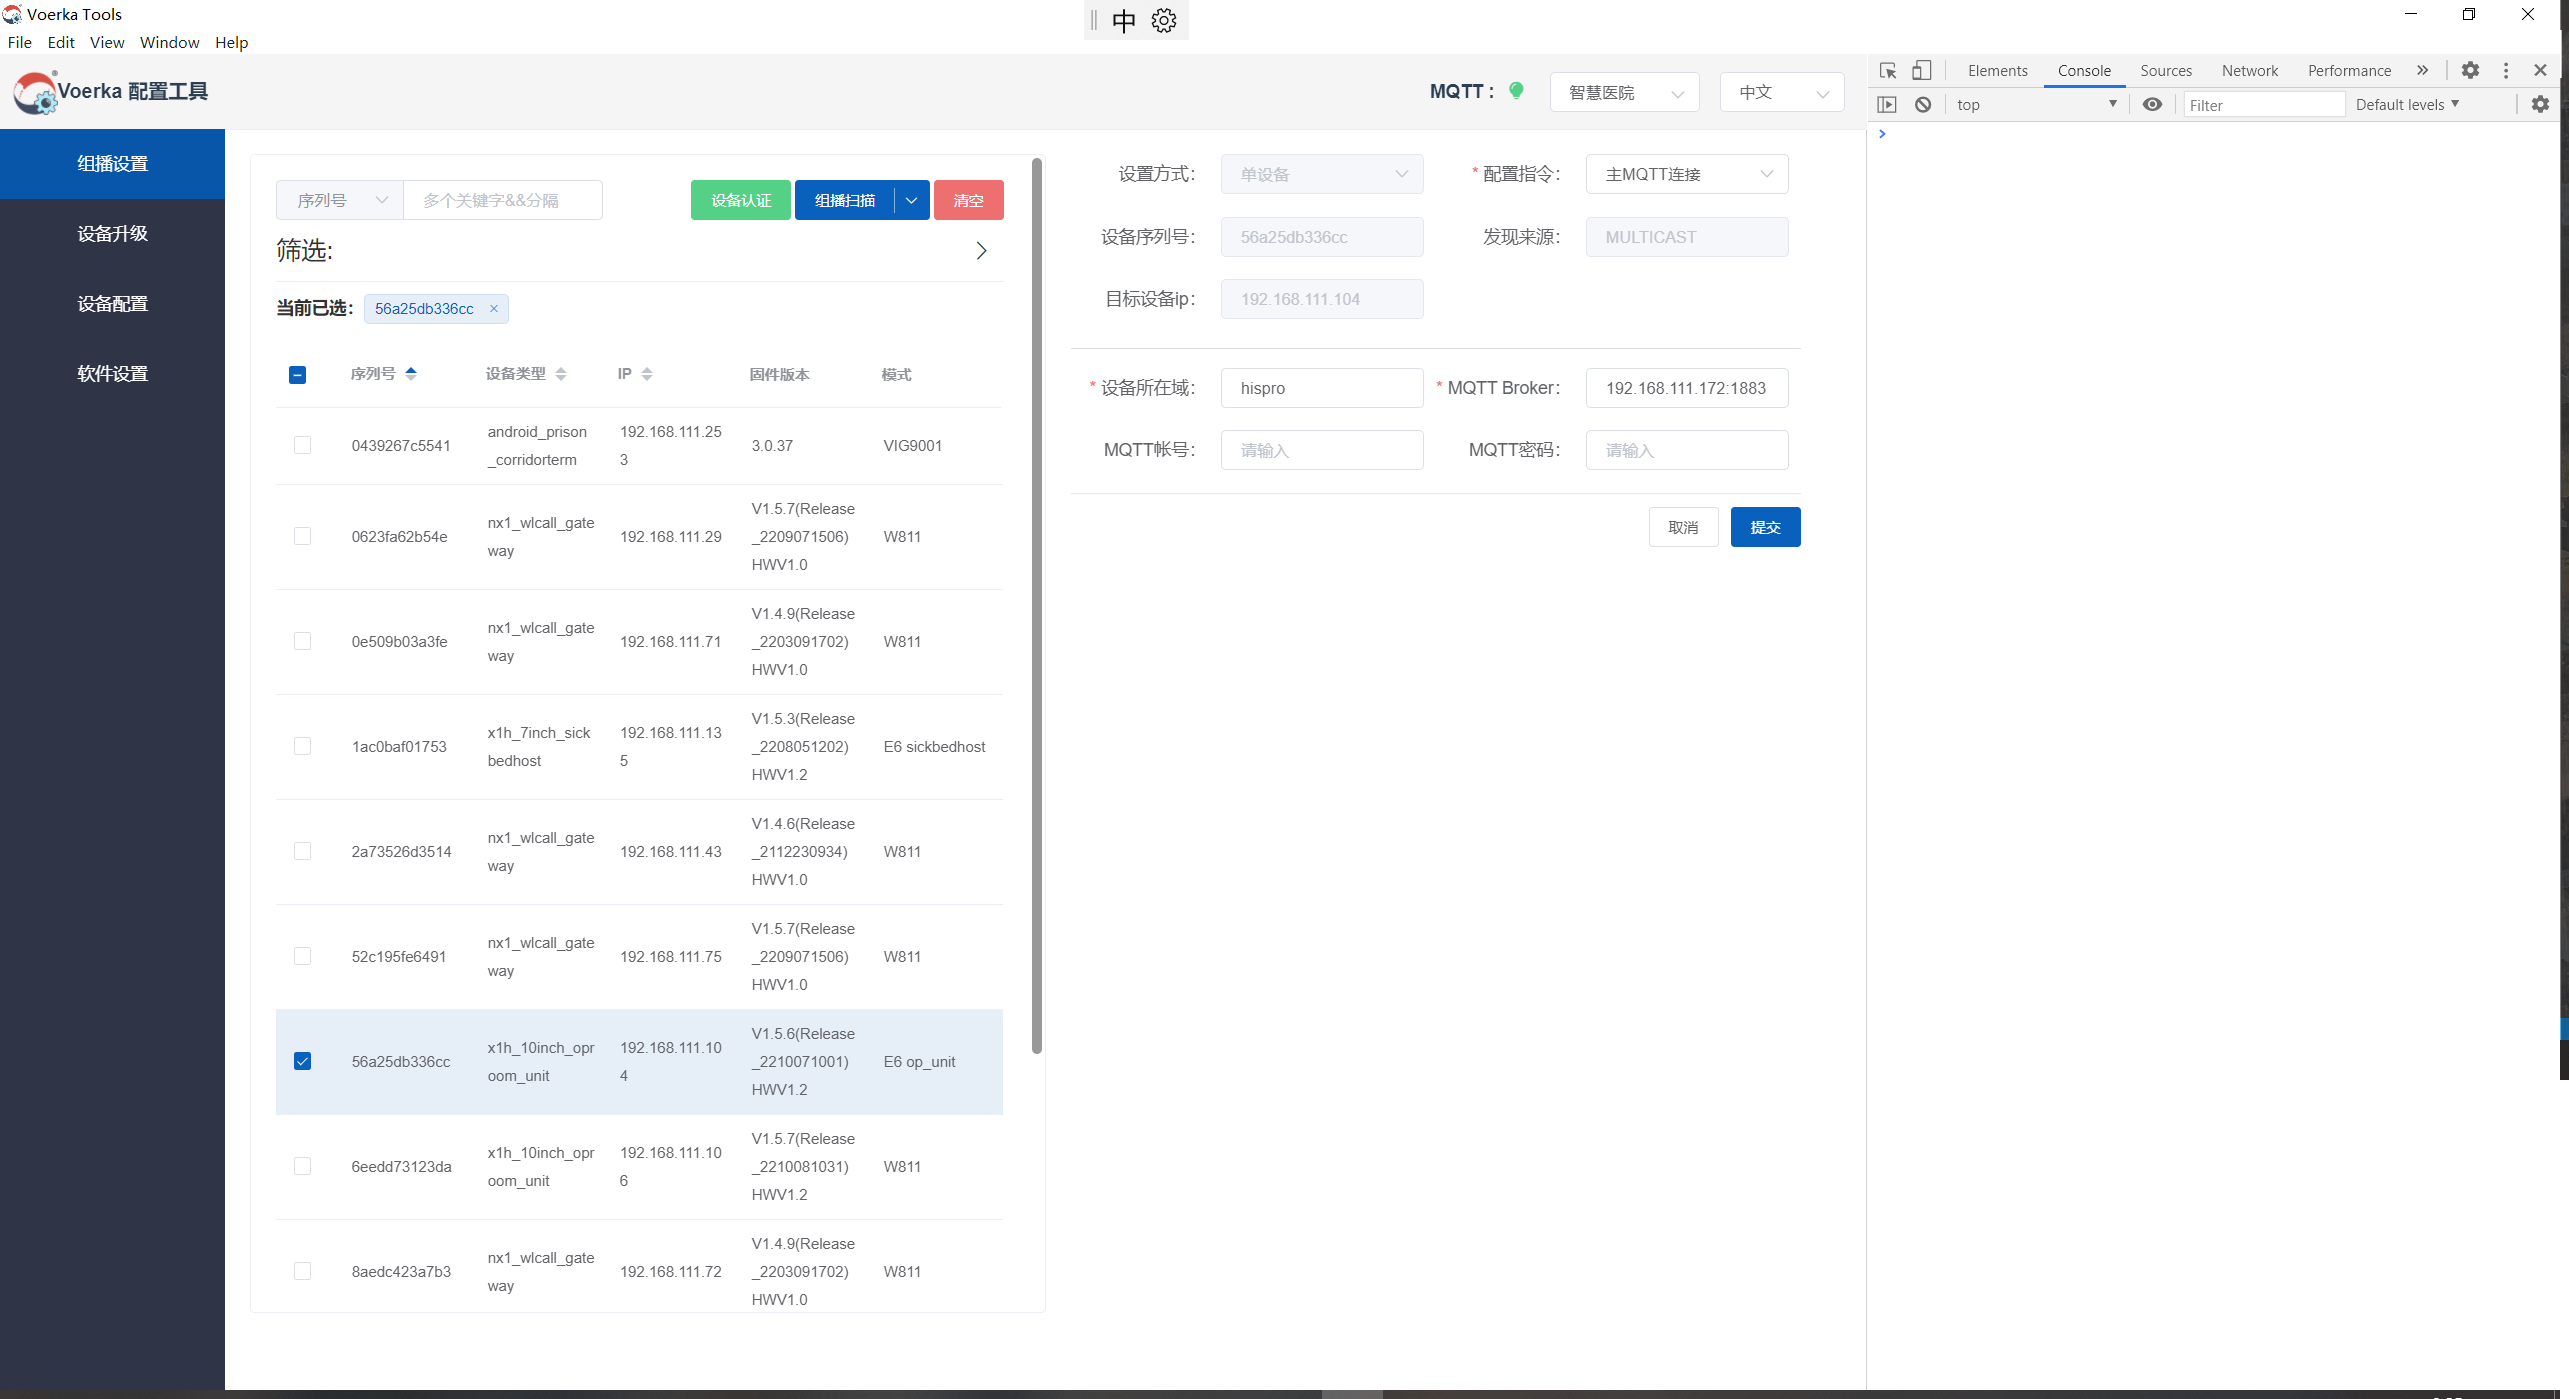 Voerka Tools
中
File Edit View Window Help
Voerka 配置工具
MQTT :
智慧医院
中文
组播设置
设备升级
设备配置
软件设置
序列号
多个关键字&&分隔
设备认证
组播扫描
清空
筛选:
当前已选:
56a25db336cc ×
序列号 设备类型 IP 固件版本 模式
0439267c5541 android_prison_corridorterm 192.168.111.253 3.0.37 VIG9001
0623fa62b54e nx1_wlcall_gateway 192.168.111.29 V1.5.7(Release_2209071506)HWV1.0 W811
0e509b03a3fe nx1_wlcall_gateway 192.168.111.71 V1.4.9(Release_2203091702)HWV1.0 W811
1ac0baf01753 x1h_7inch_sickbedhost 192.168.111.135 V1.5.3(Release_2208051202)HWV1.2 E6 sickbedhost
2a73526d3514 nx1_wlcall_gateway 192.168.111.43 V1.4.6(Release_2112230934)HWV1.0 W811
52c195fe6491 nx1_wlcall_gateway 192.168.111.75 V1.5.7(Release_2209071506)HWV1.0 W811
56a25db336cc x1h_10inch_oproom_unit 192.168.111.104 V1.5.6(Release_2210071001)HWV1.2 E6 op_unit
6eedd73123da x1h_10inch_oproom_unit 192.168.111.106 V1.5.7(Release_2210081031)HWV1.2 W811
8aedc423a7b3 nx1_wlcall_gateway 192.168.111.72 V1.4.9(Release_2203091702)HWV1.0 W811
设置方式: 单设备
* 配置指令: 主MQTT连接
设备序列号: 56a25db336cc
发现来源: MULTICAST
目标设备ip: 192.168.111.104
* 设备所在域: hispro
* MQTT Broker: 192.168.111.172:1883
MQTT帐号: 请输入
MQTT密码: 请输入
取消
提交
Elements Console Sources Network Performance »
top Filter Default levels